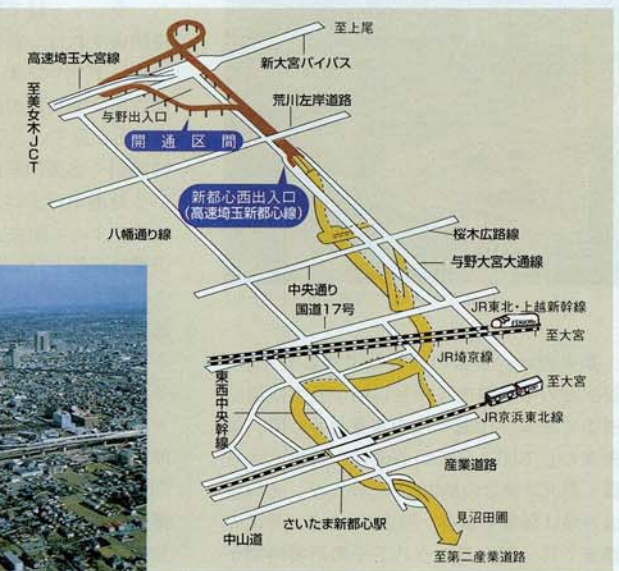 至上尾
高速埼玉大宮線
新大宮バイパス
至美女木JCT
与野出入口
荒川左岸道路
開通区間
新都心西出入口
(高速埼玉新都心線)
八幡通り線
桜木広路線
与野大宮大通線
中央通り
国道17号
JR東北・上越新幹線
至大宮
JR埼京線
東西中央幹線
至大宮
JR京浜東北線
産業道路
見沼田圃
さいたま新都心駅
中山道
至第二産業道路